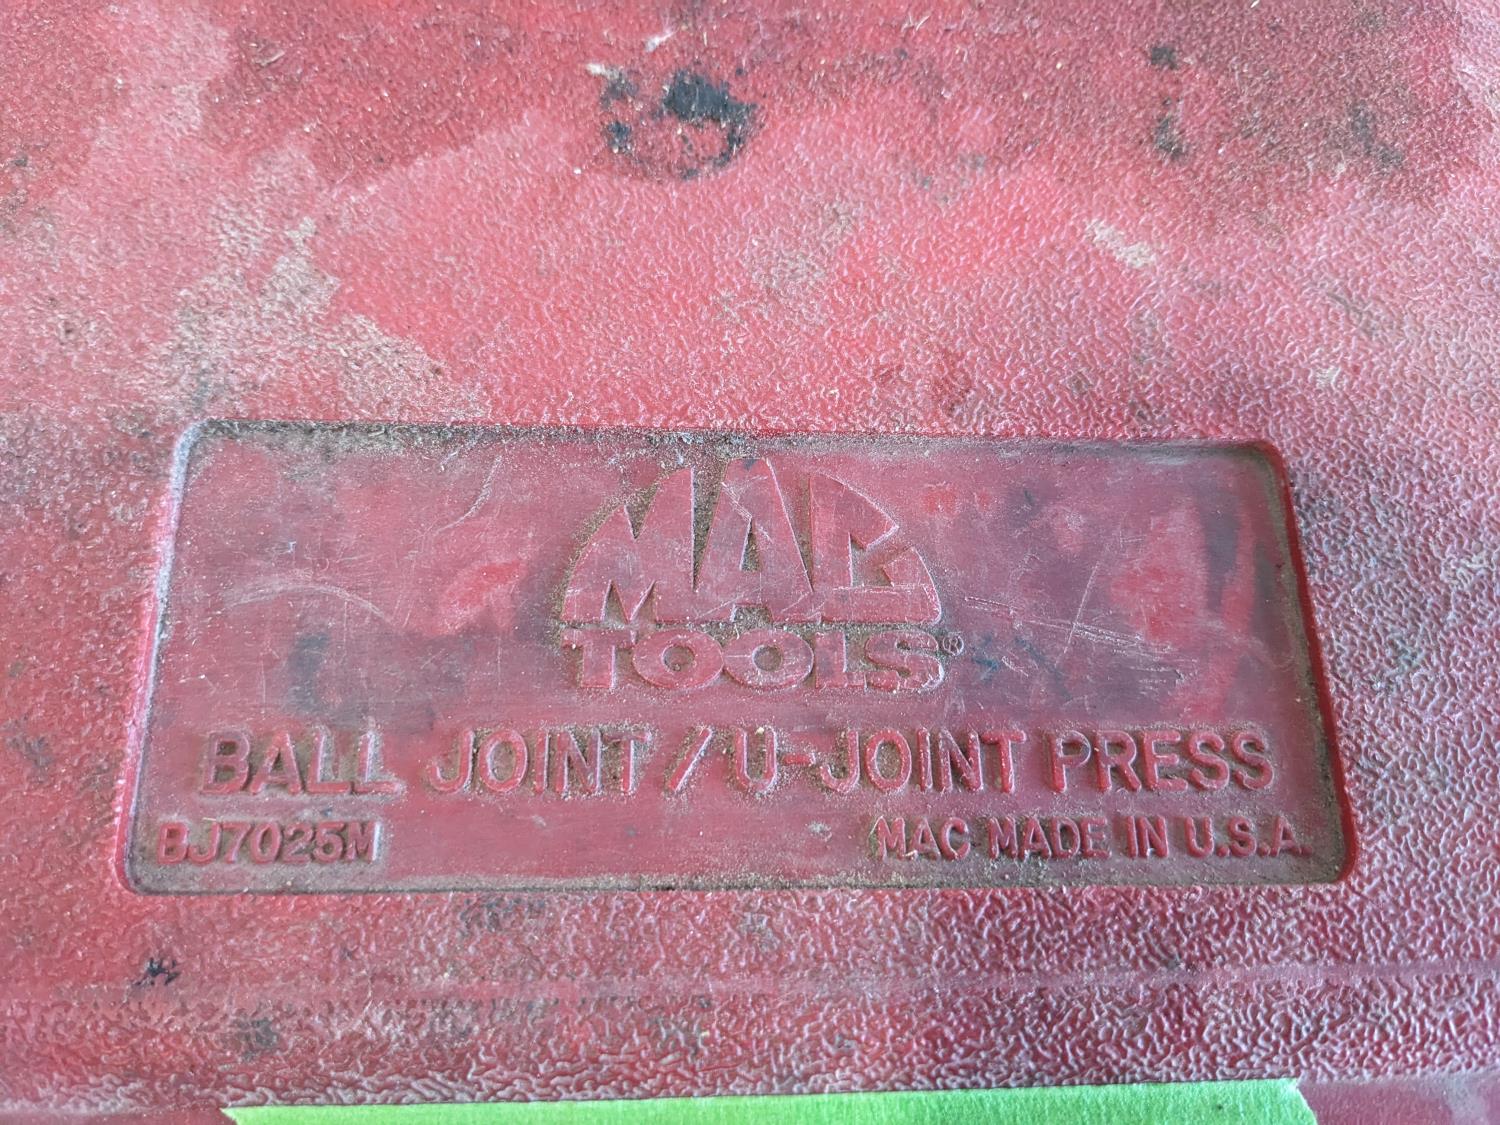 MAC
TOOLS®
BALL JOINT / U-JOINT PRESS
BJ7025M
MAC MADE IN U.S.A.